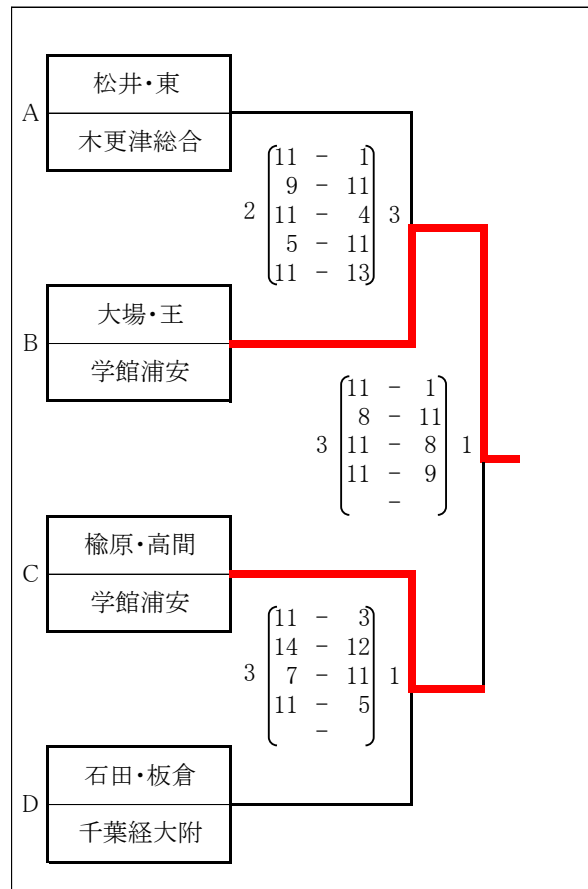 松井・東
A
木更津総合
2 11 - 1 3
9 - 11
11 - 4
5 - 11
11 - 13
大場・王
B
学館浦安
3 11 - 1 1
8 - 11
11 - 8
11 - 9
-
楡原・高間
C
学館浦安
3 11 - 3 1
14 - 12
7 - 11
11 - 5
-
石田・板倉
D
千葉経大附